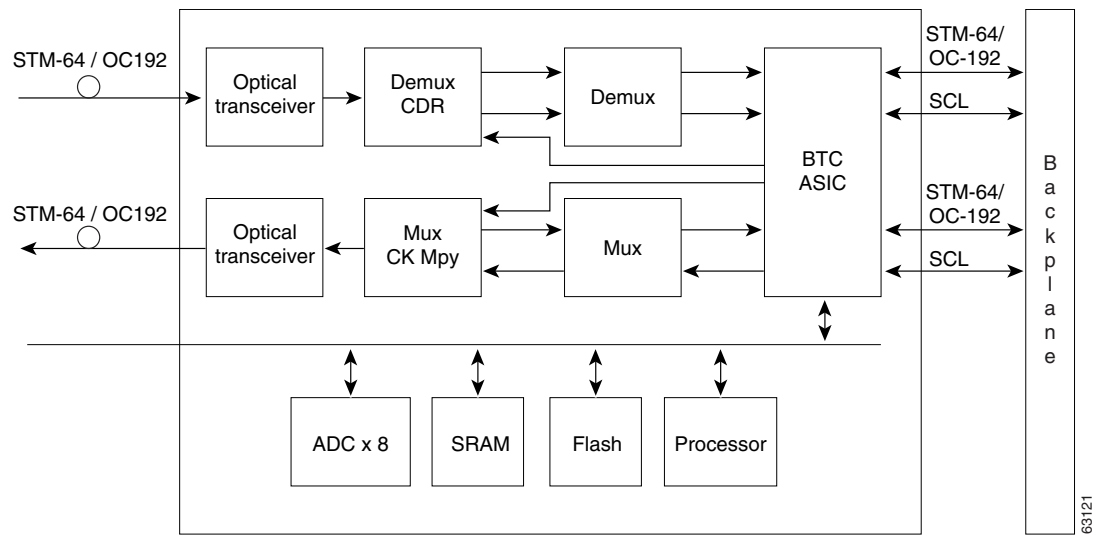 STM-64 / OC192
Optical
transceiver
Demux
CDR
Demux
BTC
ASIC
STM-64/
OC-192
SCL
STM-64 / OC192
Optical
transceiver
Mux
CK Mpy
Mux
STM-64/
OC-192
SCL
Backplane
ADC x 8
SRAM
Flash
Processor
63121